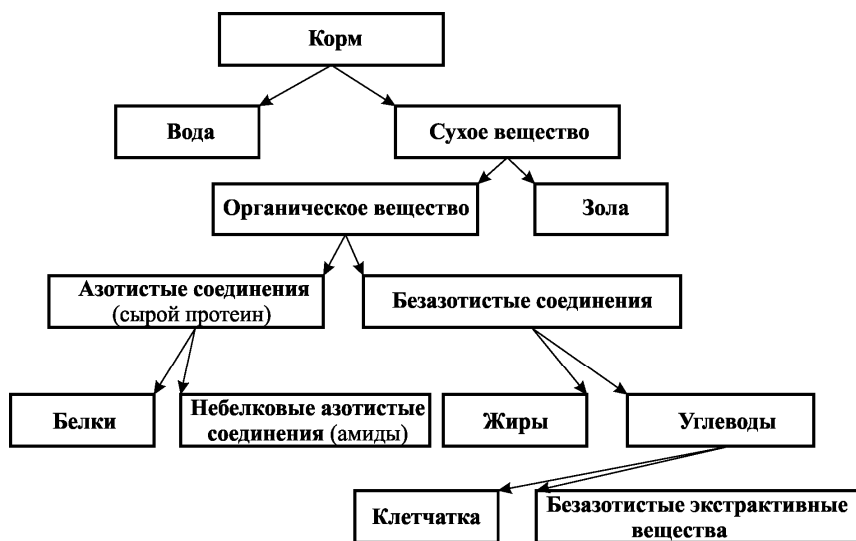 Корм
Вода
Сухое вещество
Органическое вещество
Зола
Азотистые соединения
(сырой протеин)
Безазотистые соединения
Белки
Небелковые азотистые
соединения (амиды)
Жиры
Углеводы
Клетчатка
Безазотистые экстрактивные
вещества